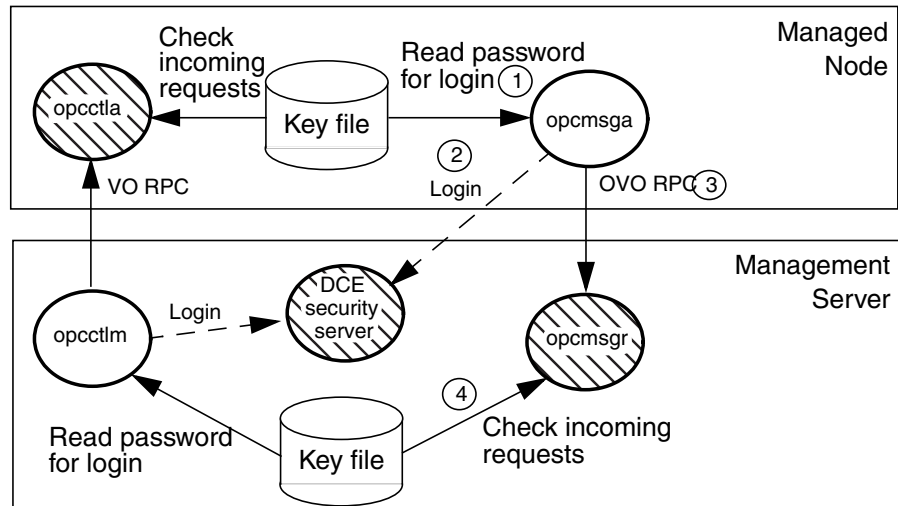 Managed
Node
Check
incoming
requests
Read password
for login 1
opcctla
Key file
opcmsga
2
Login
VO RPC
OVO RPC 3
Management
Server
DCE
security
server
Login
opcctlm
opcmsgr
4
Read password
for login
Key file
Check incoming
requests